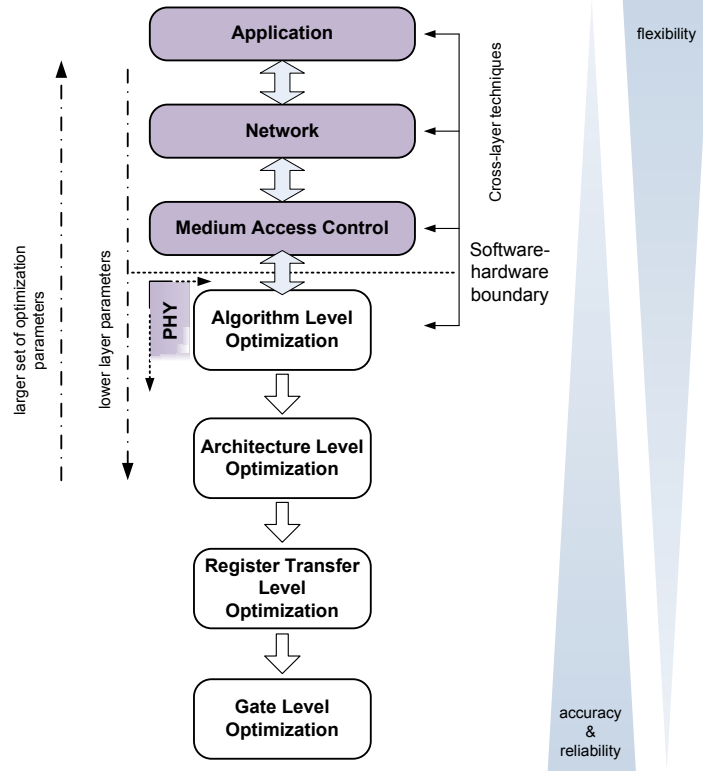 Application
flexibility
Network
Cross-layer techniques
Medium Access Control
Software-
hardware
boundary
larger set of optimization
parameters
lower layer parameters
PHY
Algorithm Level
Optimization
Architecture Level
Optimization
Register Transfer
Level
Optimization
Gate Level
Optimization
accuracy
&
reliability